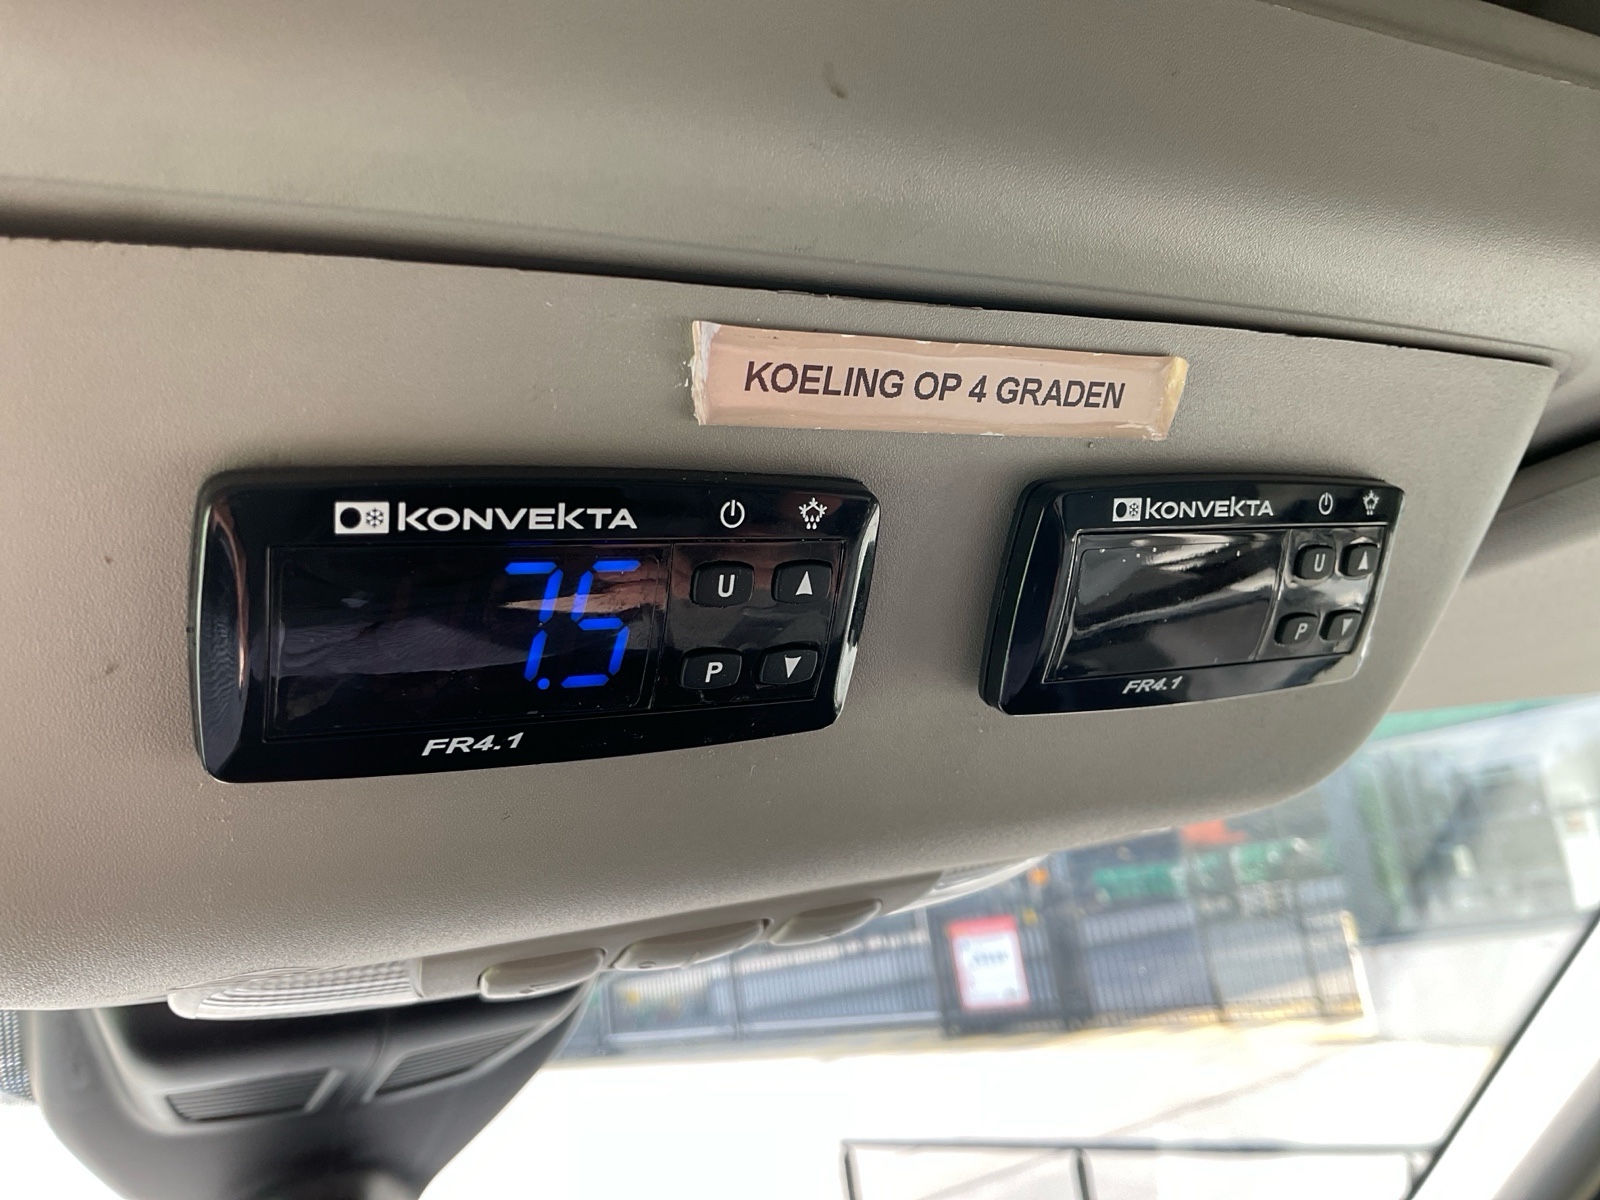 KOELING OP 4 GRADEN
KONVEKTA
7.5
U
P
FR4.1
KONVEKTA
U
P
FR4.1